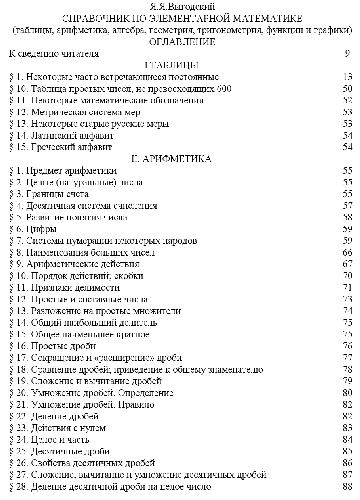 Я.Я.Выгодский
СПРАВОЧНИК ПО ЭЛЕМЕНТАРНОЙ МАТЕМАТИКЕ
(таблицы, арифметика, алгебра, геометрия, тригонометрия, функции и графики)
ОГЛАВЛЕНИЕ
К сведению читателя 9
I ТАБЛИЦЫ
§ 1. Некоторые часто встречающиеся постоянные 13
§ 10. Таблица простых чисел, не превосходящих 600 50
§ 11. Некоторые математические обозначения 52
§ 12. Метрическая система мер 53
§ 13. Некоторые старые русские меры 53
§ 14. Латинский алфавит 54
§ 15. Греческий алфавит 54
II. АРИФМЕТИКА
§ 1. Предмет арифметики 55
§ 2. Целые (натуральные) числа 55
§ 3. Границы счета 55
§ 4. Десятичная система счисления 57
§ 5. Развитие понятия числа 58
§ 6. Цифры 59
§ 7. Системы нумерации некоторых народов 59
§ 8. Наименования больших чисел 66
§ 9. Арифметические действия 67
§ 10. Порядок действий; скобки 70
§ 11. Признаки делимости 71
§ 12. Простые и составные числа 73
§ 13. Разложение на простые множители 74
§ 14. Общий наибольший делитель 75
§ 15. Общее наименьшее кратное 75
§ 16. Простые дроби 76
§ 17. Сокращение и «расширение» дроби 77
§ 18. Сравнение дробей; приведение к общему знаменателю 78
§ 19. Сложение и вычитание дробей 79
§ 20. Умножение дробей. Определение 80
§ 21. Умножение дробей. Правило 82
§ 22. Деление дробей 82
§ 23. Действия с нулем 83
§ 24. Целое и часть 84
§ 25. Десятичные дроби 85
§ 26. Свойства десятичных дробей 86
§ 27. Сложение, вычитание и умножение десятичных дробей 87
§ 28. Деление десятичной дроби на целое число 88